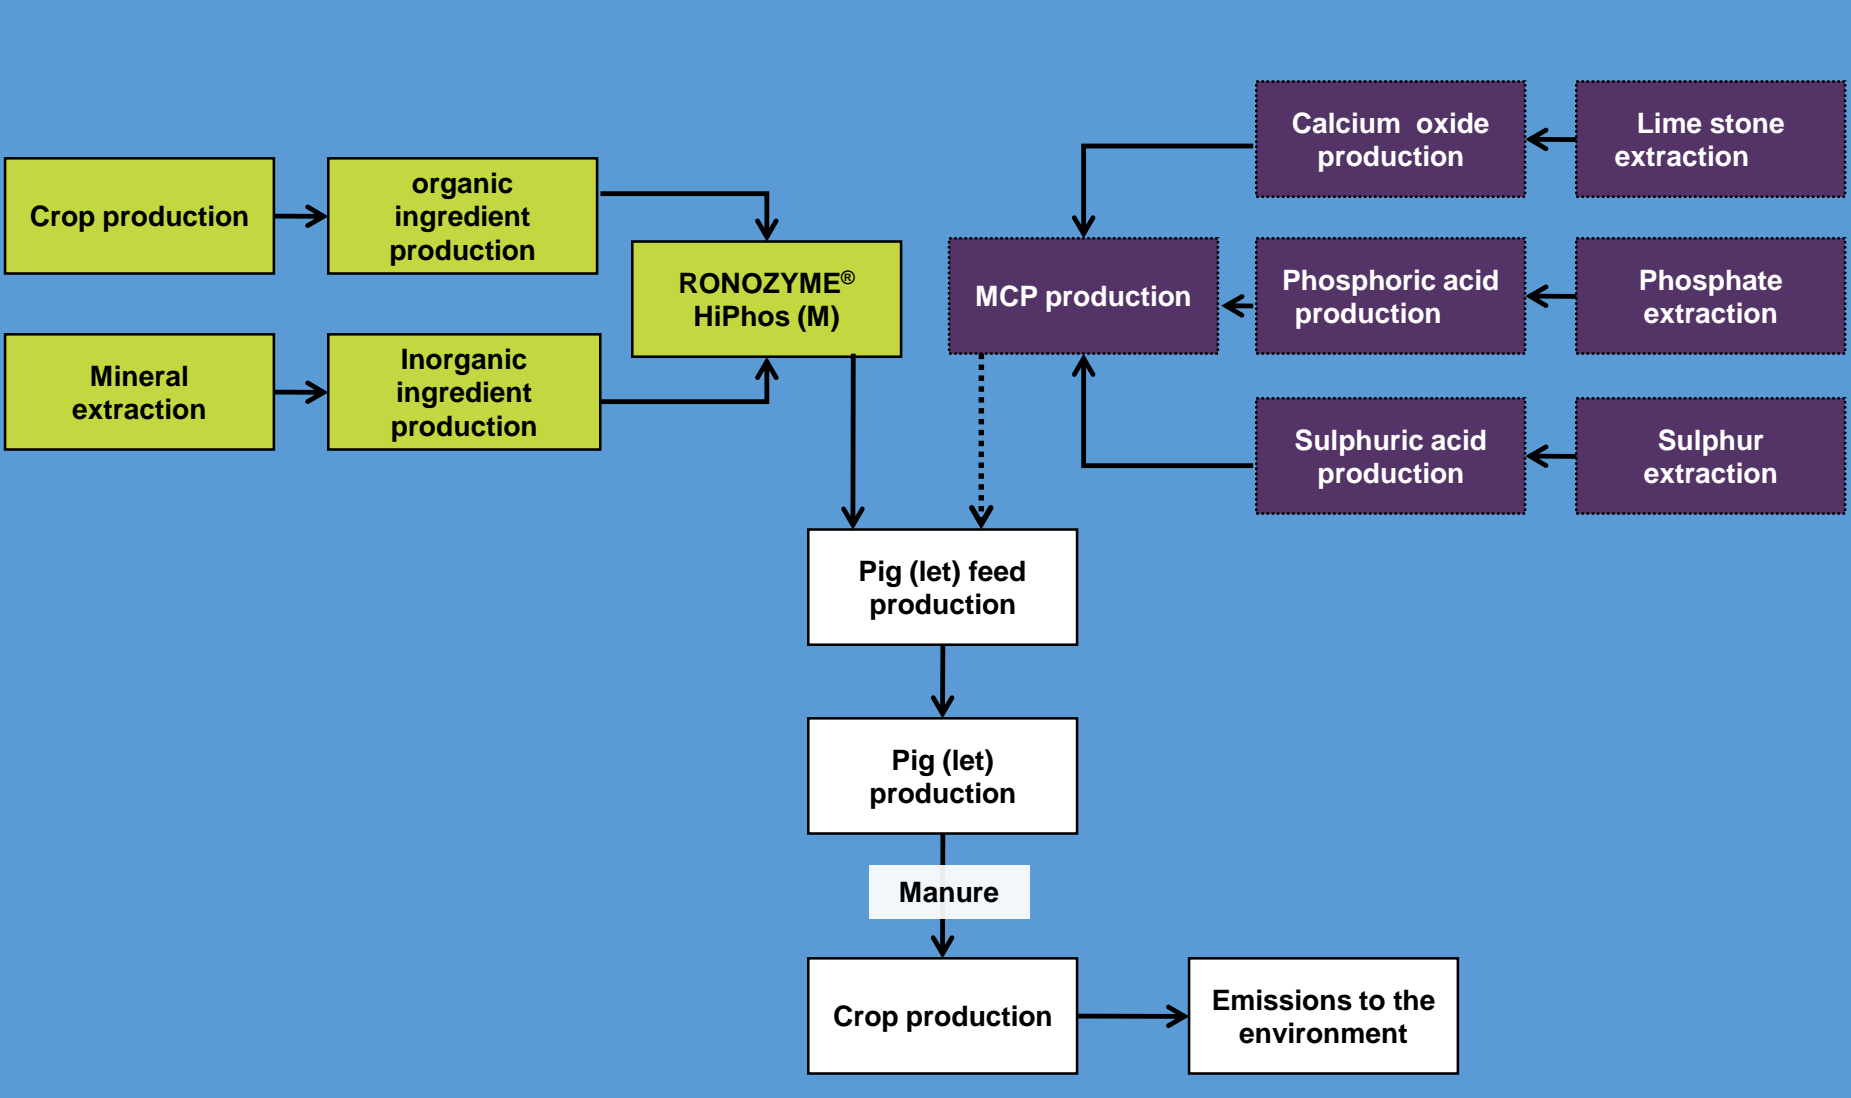 Crop production
organic
ingredient
production
Mineral
extraction
Inorganic
ingredient
production
RONOZYME®
HiPhos (M)
MCP production
Calcium oxide
production
Lime stone
extraction
Phosphoric acid
production
Phosphate
extraction
Sulphuric acid
production
Sulphur
extraction
Pig (let) feed
production
Pig (let)
production
Manure
Crop production
Emissions to the
environment